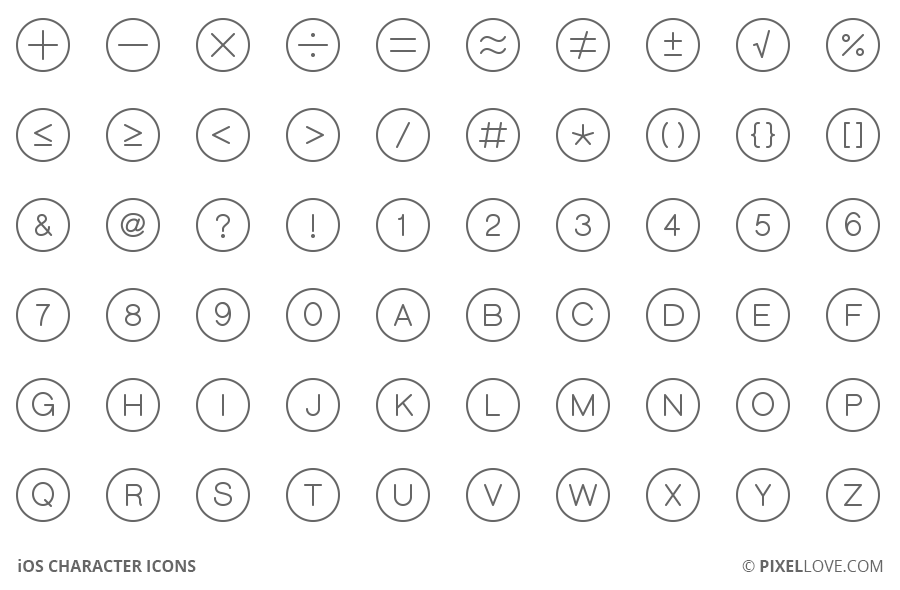 + − × ÷ = ≈ ≠ ± √ %
≤ ≥ < > / # * () {} []
& @ ? ! 1 2 3 4 5 6
7 8 9 0 A B C D E F
G H I J K L M N O P
Q R S T U V W X Y Z
iOS CHARACTER ICONS © PIXELLOVE.COM